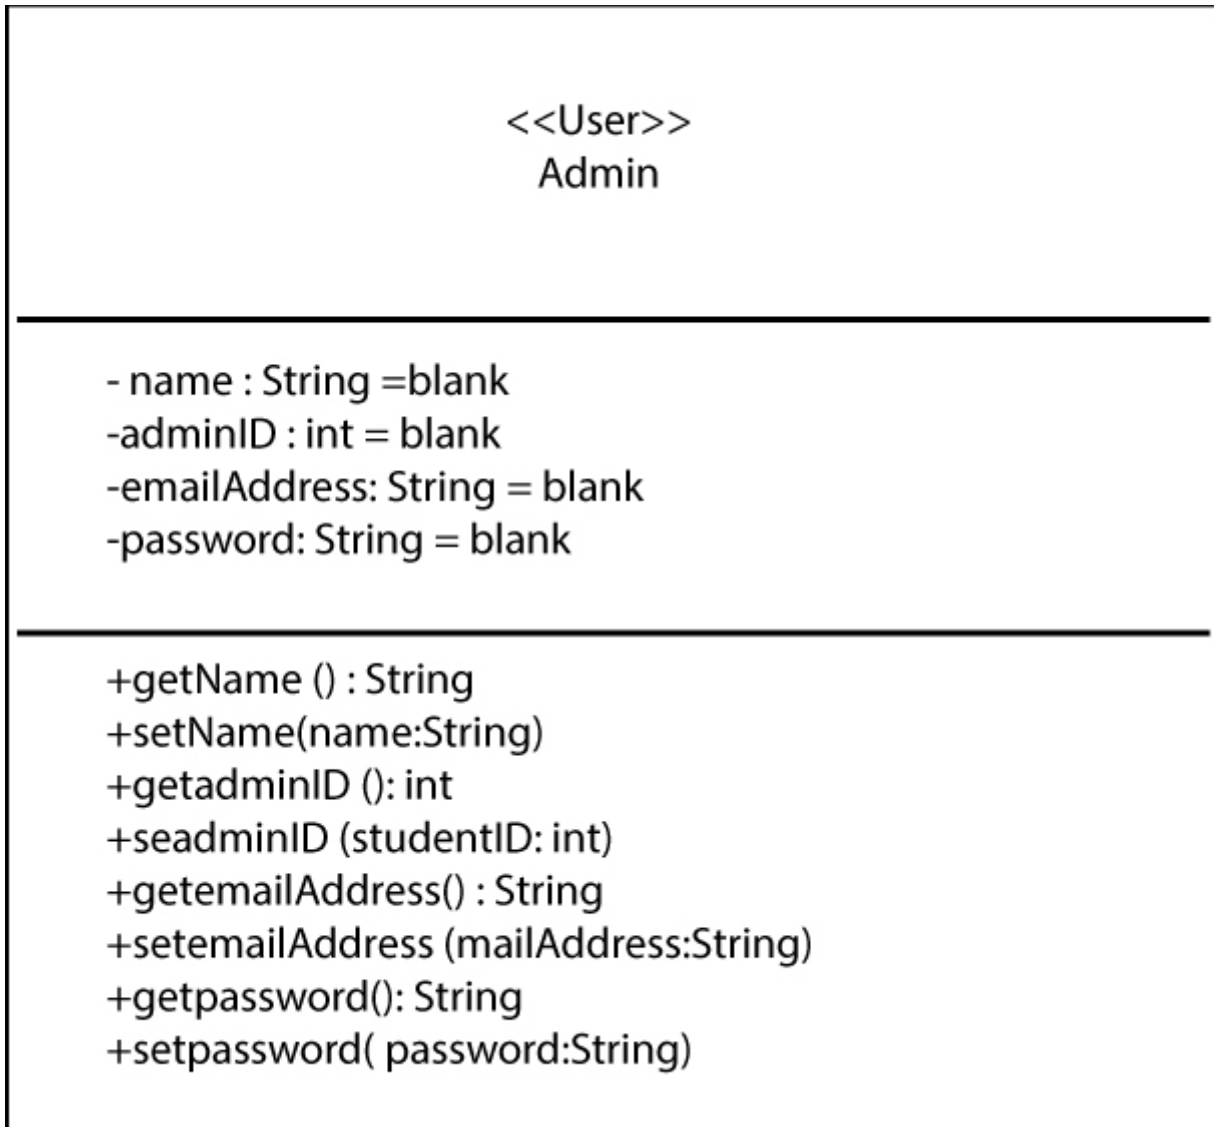 <<User>>
Admin
- name : String =blank
-adminID : int = blank
-emailAddress: String = blank
-password: String = blank
+getName () : String
+setName(name:String)
+getadminID (): int
+seadminID (studentID: int)
+getemailAddress() : String
+setemailAddress (mailAddress:String)
+getpassword(): String
+setpassword( password:String)